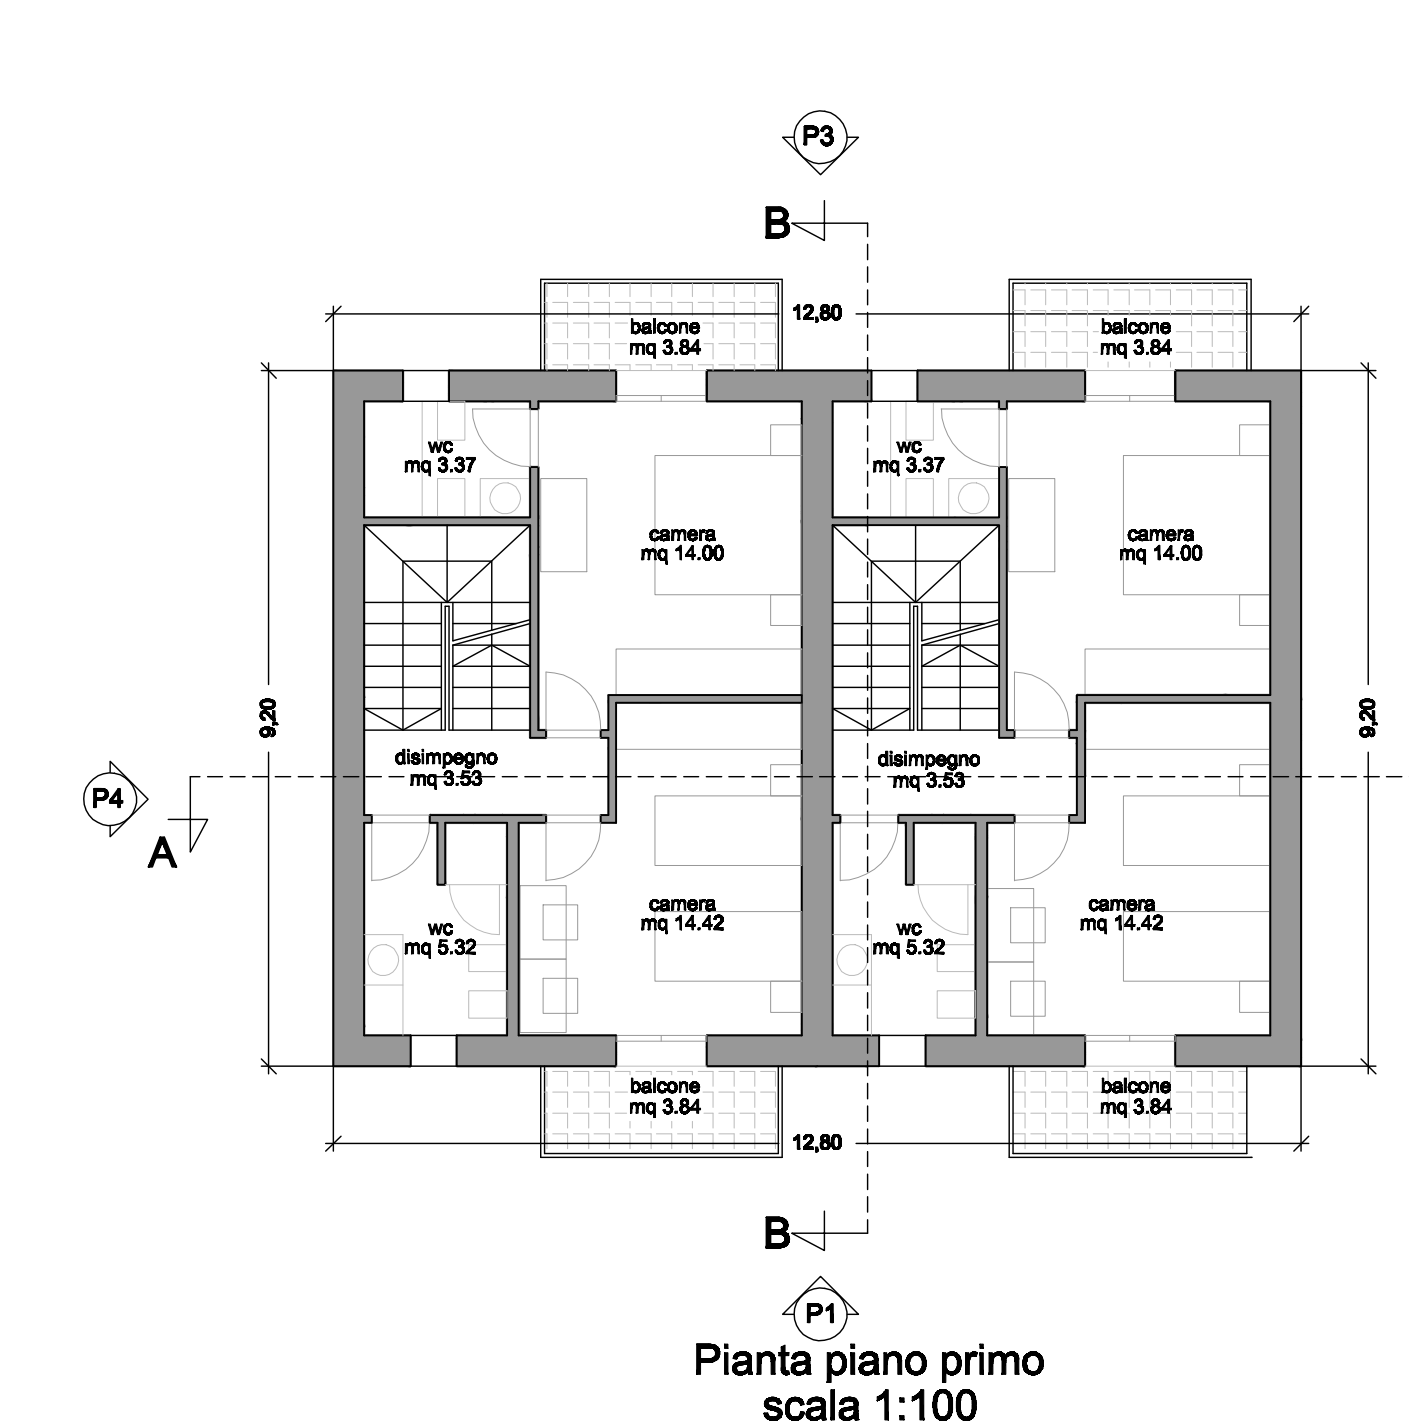 P3
B
12,80
balcone
mq 3.84
balcone
mq 3.84
wc
mq 3.37
wc
mq 3.37
camera
mq 14.00
camera
mq 14.00
9,20
9,20
disimpegno
mq 3.53
disimpegno
mq 3.53
P4
A
camera
mq 14.42
camera
mq 14.42
wc
mq 5.32
wc
mq 5.32
balcone
mq 3.84
balcone
mq 3.84
12,80
B
P1
Pianta piano primo
scala 1:100